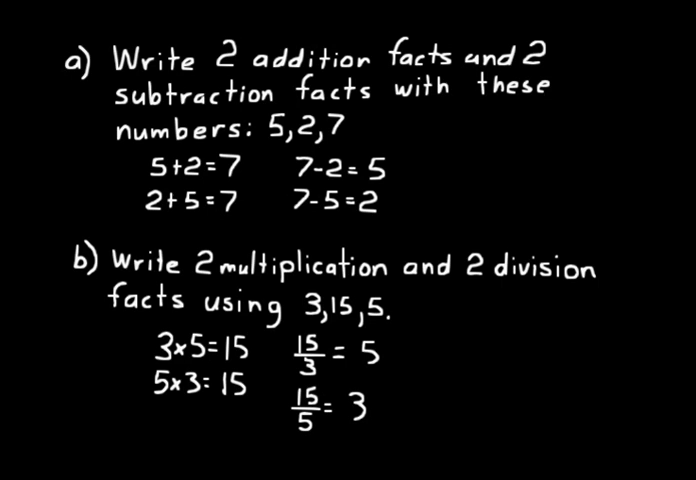 a) Write 2 addition facts and 2
subtraction facts with these
numbers: 5,2,7
5+2=7 7-2=5
2+5=7 7-5=2
b) Write 2 multiplication and 2 division
facts using 3,15,5.
3×5=15 15/3 = 5
5×3=15
15/5 = 3